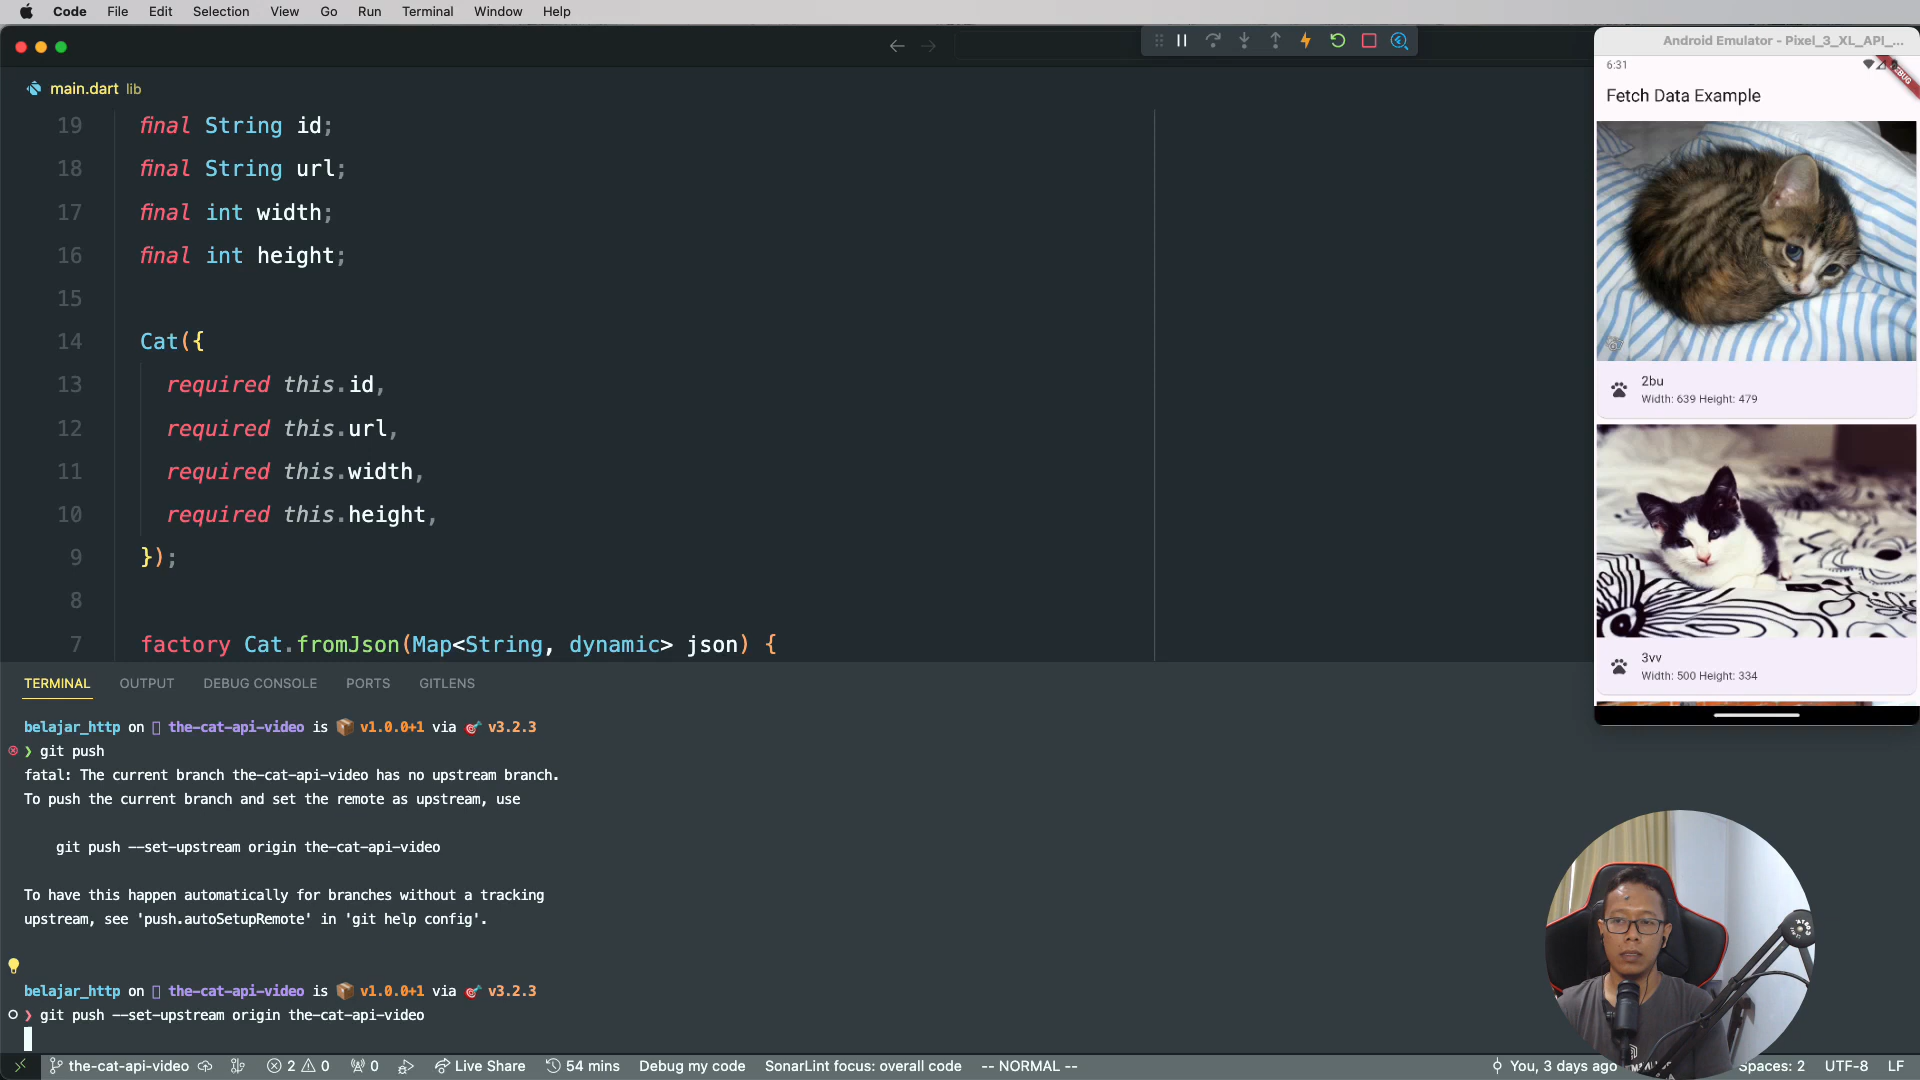 Code File Edit Selection View Go Run Terminal Window Help
Android Emulator - Pixel_3_XL_API_...
6:31
DEBUG
Fetch Data Example
main.dart lib
19 final String id;
18 final String url;
17 final int width;
16 final int height;
15
14 Cat({
13 required this.id,
12 required this.url,
11 required this.width,
10 required this.height,
9 });
8
7 factory Cat.fromJson(Map<String, dynamic> json) {
2bu
Width: 639 Height: 479
3vv
Width: 500 Height: 334
TERMINAL OUTPUT DEBUG CONSOLE PORTS GITLENS
belajar_http on the-cat-api-video is v1.0.0+1 via v3.2.3
❯ git push
fatal: The current branch the-cat-api-video has no upstream branch.
To push the current branch and set the remote as upstream, use
git push --set-upstream origin the-cat-api-video
To have this happen automatically for branches without a tracking
upstream, see 'push.autoSetupRemote' in 'git help config'.
belajar_http on the-cat-api-video is v1.0.0+1 via v3.2.3
❯ git push --set-upstream origin the-cat-api-video
the-cat-api-video 2 0 0 Live Share 54 mins Debug my code SonarLint focus: overall code -- NORMAL -- You, 3 days ago Spaces: 2 UTF-8 LF